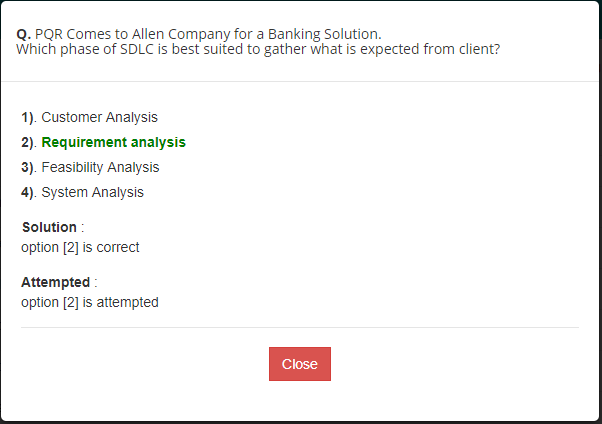 Q. PQR Comes to Allen Company for a Banking Solution.
Which phase of SDLC is best suited to gather what is expected from client?
1). Customer Analysis
2). Requirement analysis
3). Feasibility Analysis
4). System Analysis
Solution :
option [2] is correct
Attempted :
option [2] is attempted
Close